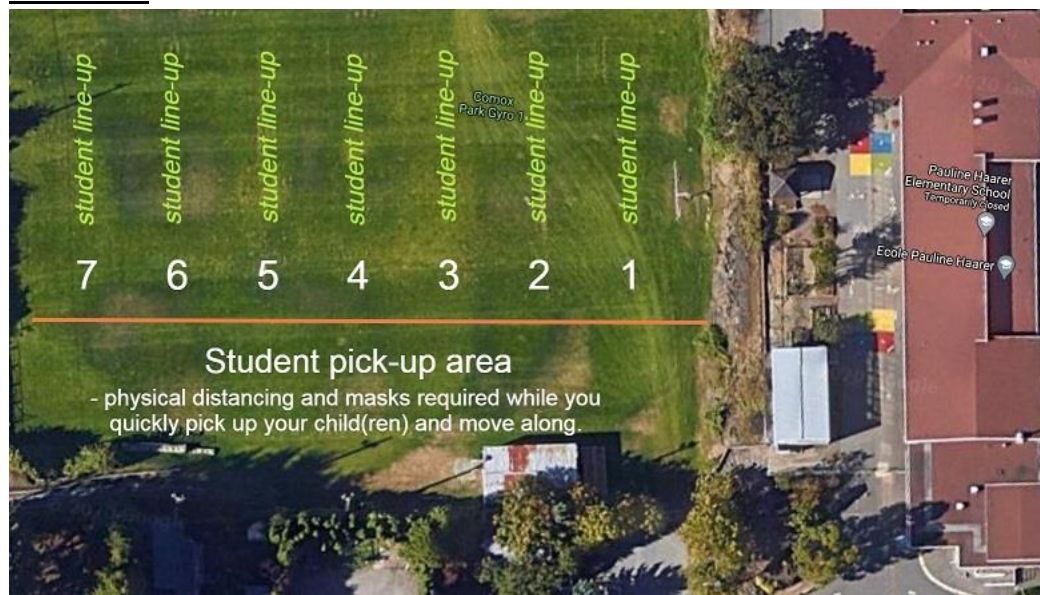 student line-up
student line-up
student line-up
student line-up
student line-up
student line-up
student line-up
Comox
Park Gyro 1
Pauline Haarer
Elementary School
Temporarily closed
Ecole Pauline Haarer
7 6 5 4 3 2 1
Student pick-up area
- physical distancing and masks required while you
quickly pick up your child(ren) and move along.